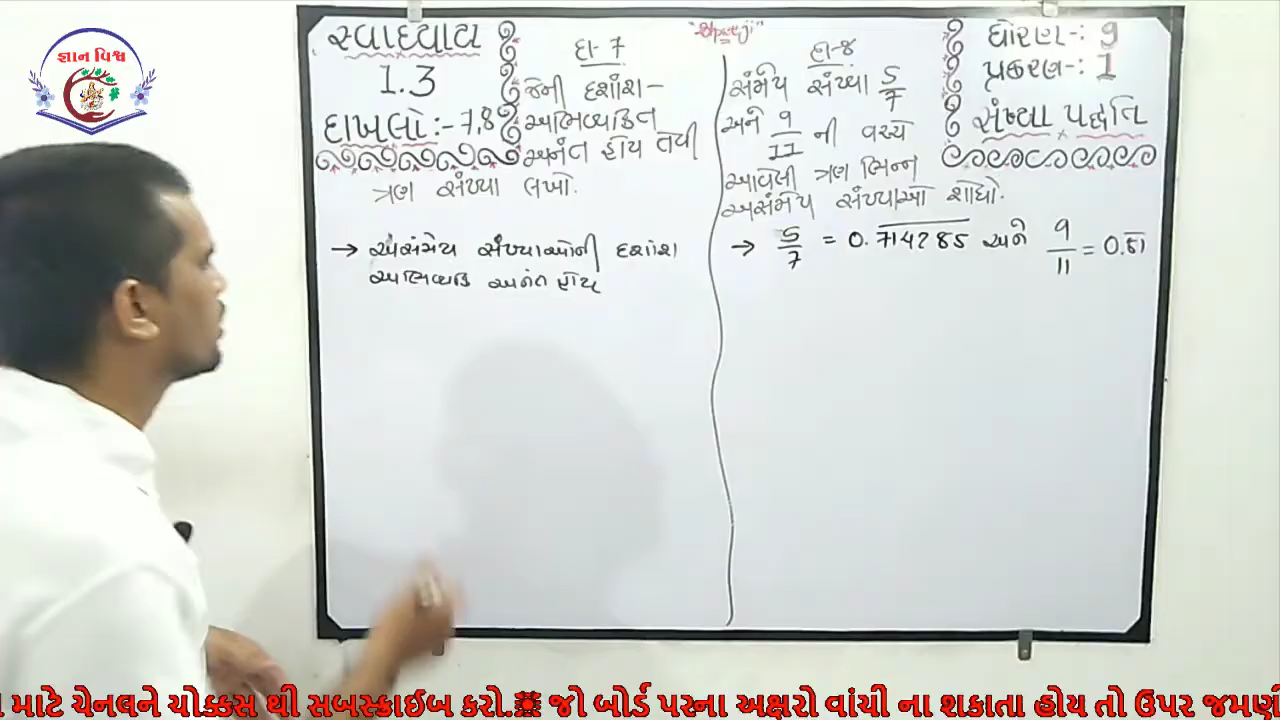 જ્ઞાન વિશ્વ
સ્વાધ્યાય
1.3
દાખલો:-7,8
દા-7
જેની દશાંશ-
અભિવ્યકિત
અનંત હોય તેવી
ત્રણ સંખ્યા લખો.
→ અસંમેય સંખ્યાઓની દશાંશ
અભિવ્યકિ અનંત હોય
દા-8
સંમેય સંખ્યા 5/7
અને 9/11 ની વચ્ચે
આવેલી ત્રણ ભિન્ન
અસંમેય સંખ્યાઓ શોધો.
→ 5/7 = 0.714285 અને 9/11 = 0.81
ધોરણ-: 9
પ્રકરણ-: 1
સંખ્યા પદ્ધતિ
માટે ચેનલને ચોક્કસ થી સબસ્ક્રાઈબ કરો. જો બોર્ડ પરના અક્ષરો વાંચી ના શકાતા હોય તો ઉપર જમણી